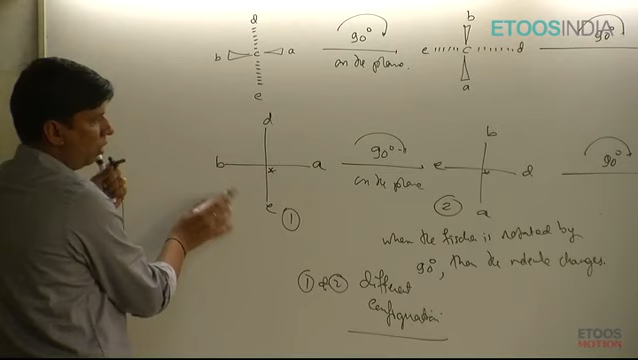 d
b c a
e
90°
on the plane.
b
e c d
a
90°
ETOOSINDIA
d
b a
*
e
1
90°
on the plane
b
e d
*
a
2
90°
when the fischer is rotated by
90°, then the molecule changes.
1 & 2 different
configuration
ETOOS
MOTION